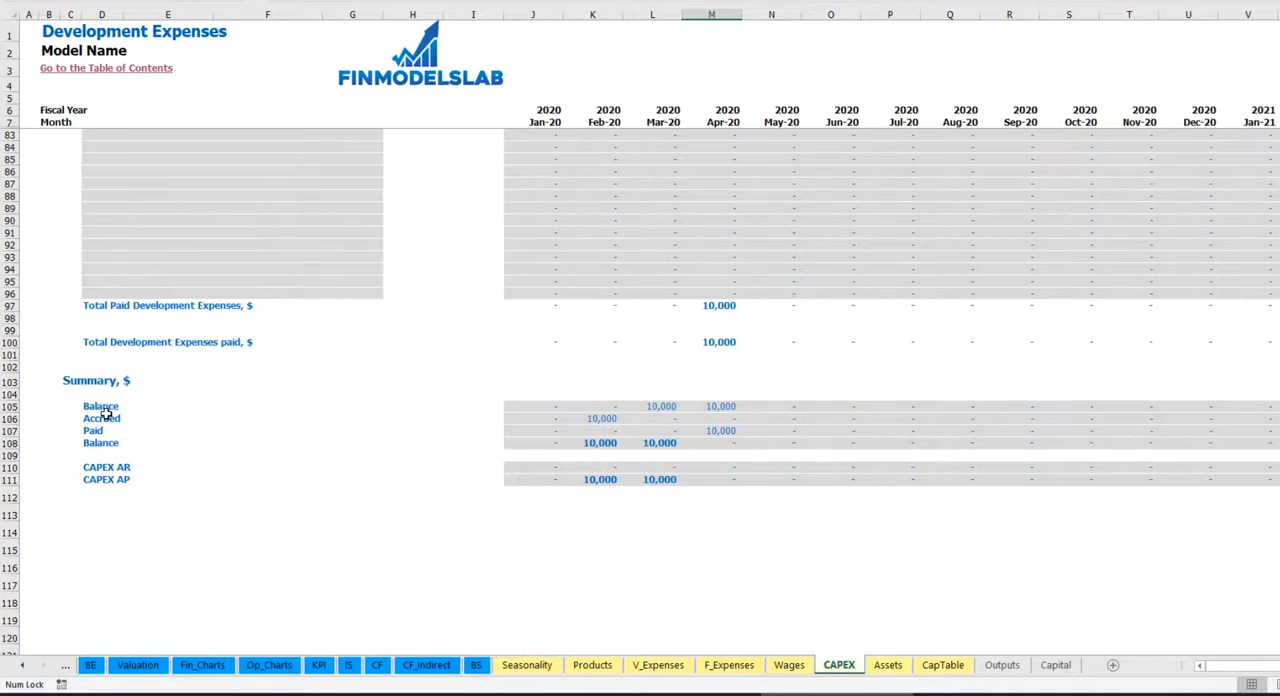 A B C D E F G H I J K L M N O P Q R S T U V
1 Development Expenses
2 Model Name
3 Go to the Table of Contents
FINMODELSLAB
4
5
6 Fiscal Year 2020 2020 2020 2020 2020 2020 2020 2020 2020 2020 2020 2020 2021
7 Month Jan-20 Feb-20 Mar-20 Apr-20 May-20 Jun-20 Jul-20 Aug-20 Sep-20 Oct-20 Nov-20 Dec-20 Jan-21
83 - - - - - - - - - - - - -
84 - - - - - - - - - - - - -
85 - - - - - - - - - - - - -
86 - - - - - - - - - - - - -
87 - - - - - - - - - - - - -
88 - - - - - - - - - - - - -
89 - - - - - - - - - - - - -
90 - - - - - - - - - - - - -
91 - - - - - - - - - - - - -
92 - - - - - - - - - - - - -
93 - - - - - - - - - - - - -
94 - - - - - - - - - - - - -
95 - - - - - - - - - - - - -
96 - - - - - - - - - - - - -
97 Total Paid Development Expenses, $ - - - 10,000 - - - - - - - - -
98
99
100 Total Development Expenses paid, $ - - - 10,000 - - - - - - - - -
101
102
103 Summary, $
104
105 Balance - - 10,000 10,000 - - - - - - - - -
106 Accrued - 10,000 - - - - - - - - - - -
107 Paid - - - 10,000 - - - - - - - - -
108 Balance - 10,000 10,000 - - - - - - - - - -
109
110 CAPEX AR - - - - - - - - - - - - -
111 CAPEX AP - 10,000 10,000 - - - - - - - - - -
112
113
114
115
116
117
118
119
120
... BE Valuation Fin_Charts Op_Charts KPI IS CF CF_Indirect BS Seasonality Products V_Expenses F_Expenses Wages CAPEX Assets CapTable Outputs Capital
Num Lock